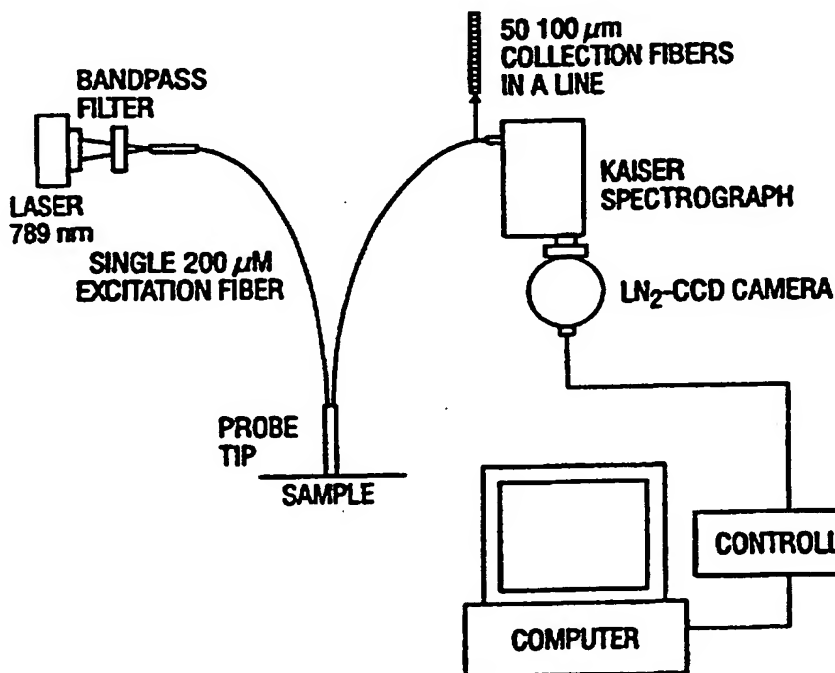 BANDPASS
FILTER
50 100 μm
COLLECTION FIBERS
IN A LINE
LASER
789 nm
KAISER
SPECTROGRAPH
SINGLE 200 μM
EXCITATION FIBER
LN₂-CCD CAMERA
PROBE
TIP
SAMPLE
CONTROLL
COMPUTER